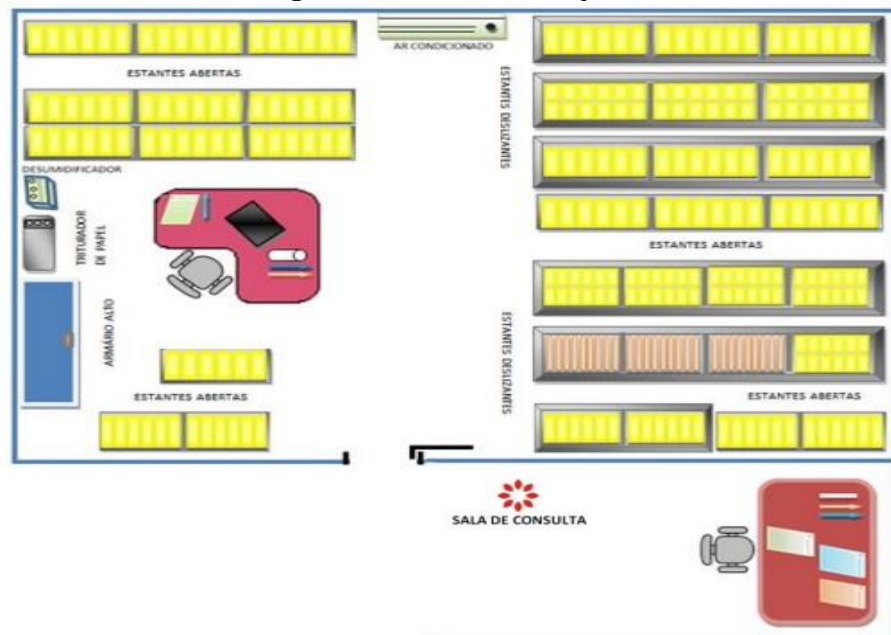 AR CONDICIONADO
ESTANTES ABERTAS
ESTANTES DESLIZANTES
DESUMIDIFICADOR
TRITURADOR
DE PAPEL
ESTANTES ABERTAS
ARMÁRIO ALTO
ESTANTES DESLIZANTES
ESTANTES ABERTAS
ESTANTES ABERTAS
SALA DE CONSULTA